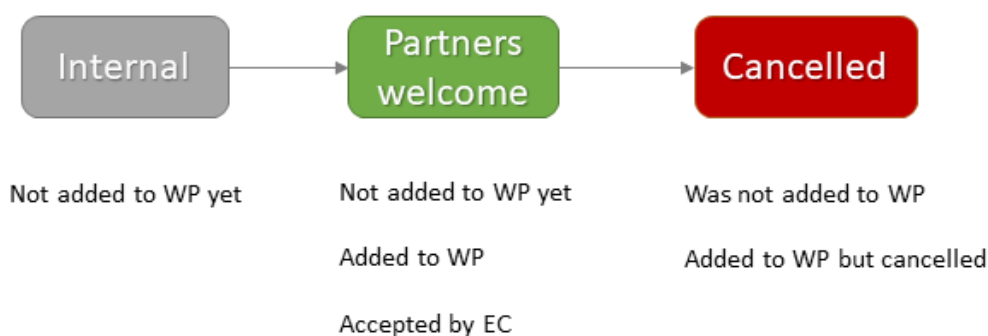 Internal
Partners
welcome
Cancelled
Not added to WP yet
Not added to WP yet
Was not added to WP
Added to WP
Added to WP but cancelled
Accepted by EC